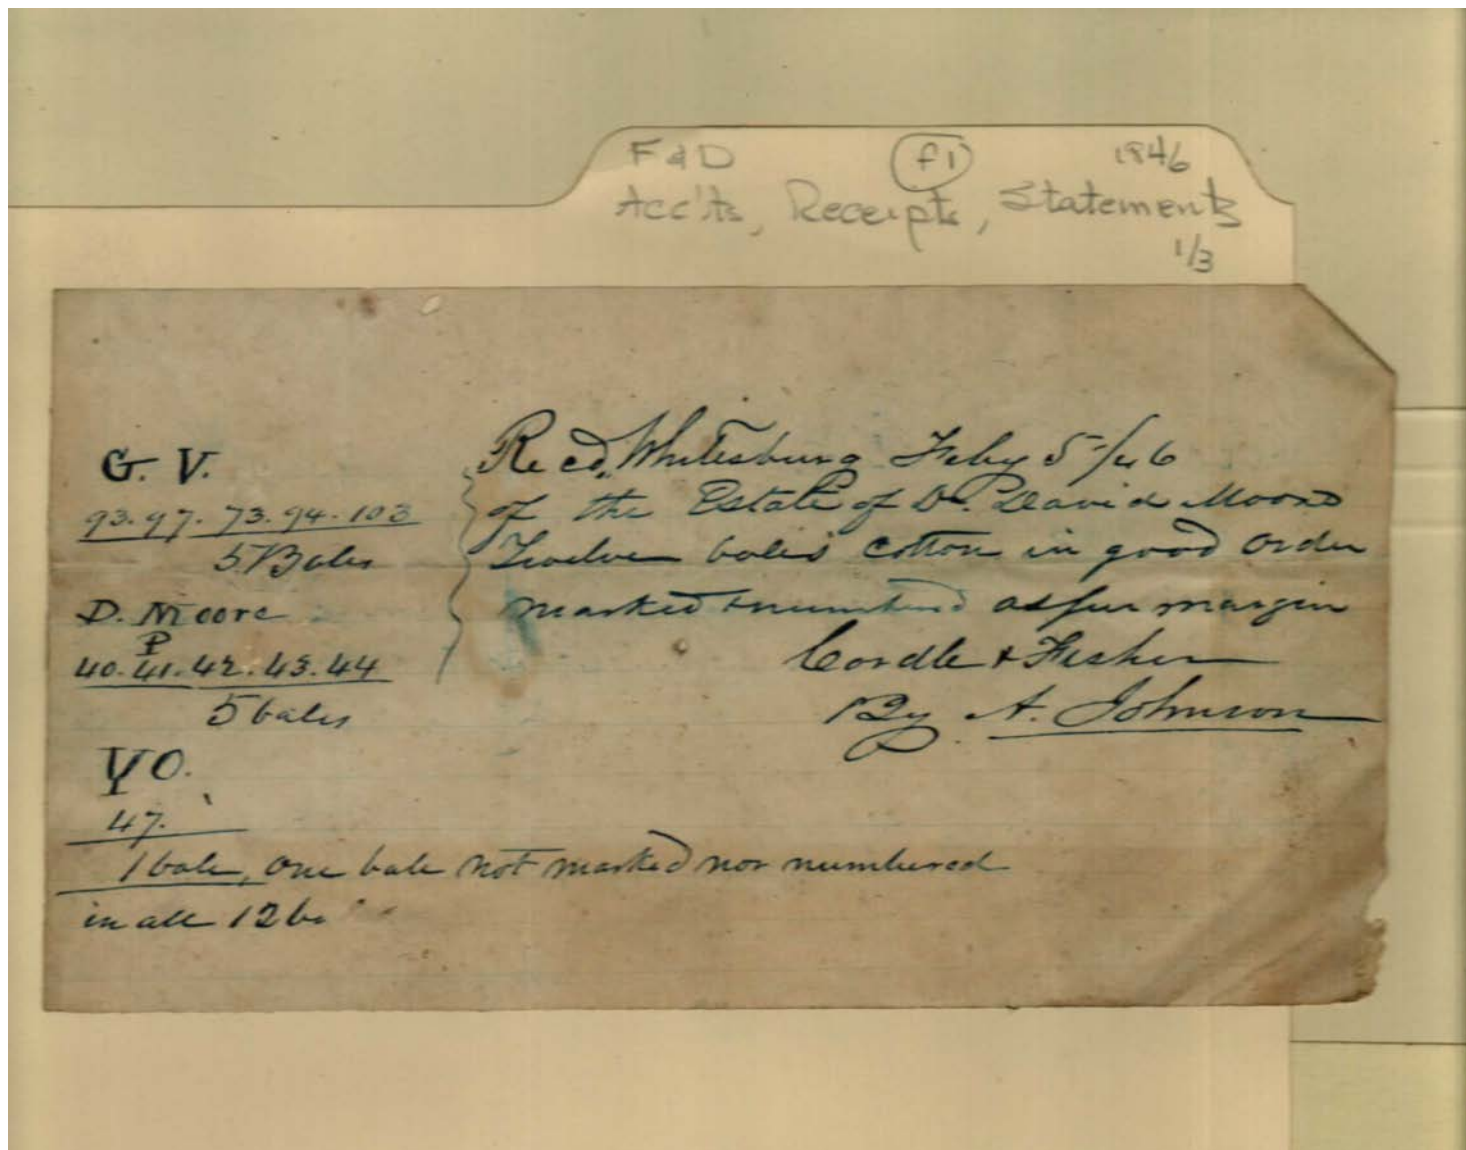 F & D (f1) 1846
Acc'ts, Receipts, Statements
1/3
G. V.
93. 97. 73. 94. 103
5 Bales
D. Moore
P
40. 41. 42. 43. 44
5 bales
VO.
47.
1 bale, one bale not marked nor numbered
in all 12 ba
Recd, Whitesburg Feby 5th/46
of the Estate of Dr. David Moore
Twelve bales cotton in good order
marked & numbered as per margin
Cordle & Fisher
By A. Johnson